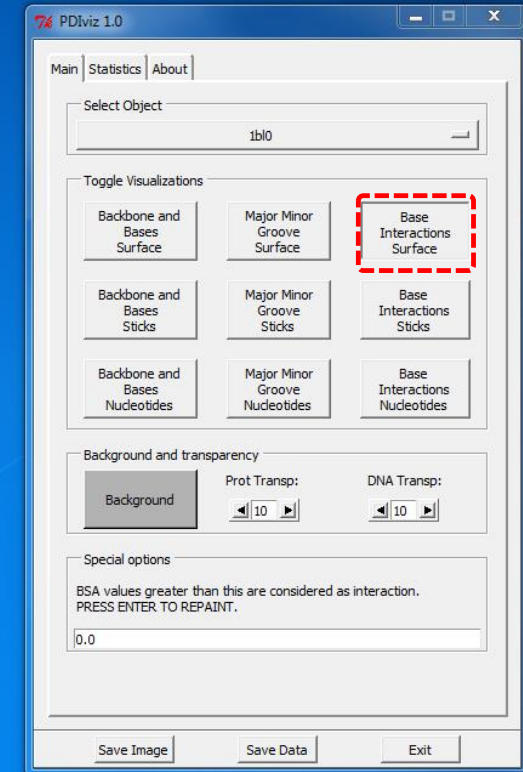 PDIviz 1.0
Main Statistics About
Select Object
1bl0
Toggle Visualizations
Backbone and
Bases
Surface
Major Minor
Groove
Surface
Base
Interactions
Surface
Backbone and
Bases
Sticks
Major Minor
Groove
Sticks
Base
Interactions
Sticks
Backbone and
Bases
Nucleotides
Major Minor
Groove
Nucleotides
Base
Interactions
Nucleotides
Background and transparency
Background
Prot Transp:
10
DNA Transp:
10
Special options
BSA values greater than this are considered as interaction.
PRESS ENTER TO REPAINT.
0.0
Save Image Save Data Exit